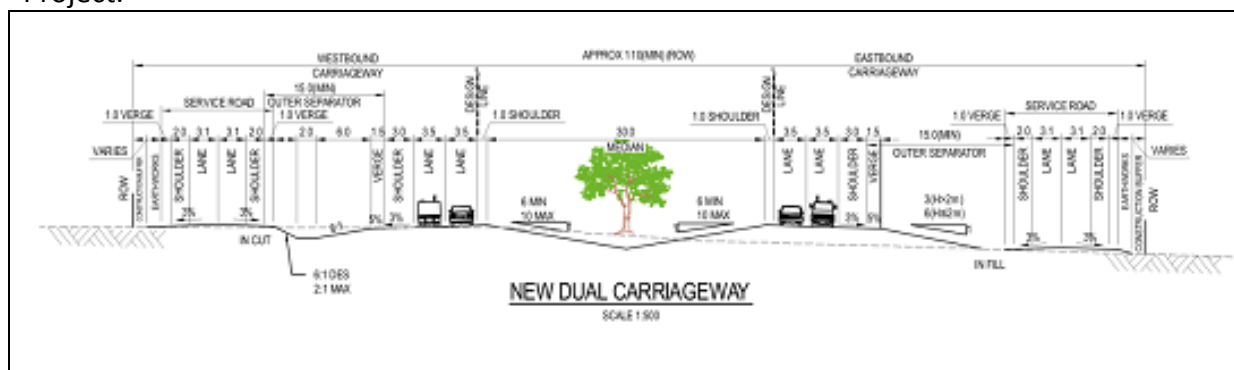 Project:
WESTBOUND
CARRIAGEWAY
APPROX 110(MIN) (ROW)
EASTBOUND
CARRIAGEWAY
15.0(MIN)
DESIGN
LINE
DESIGN
LINE
SERVICE ROAD
OUTER SEPARATOR
SERVICE ROAD
1.0 VERGE
1.0 VERGE
1.0 SHOULDER
1.0 SHOULDER
1.0 VERGE
1.0 VERGE
2.0 3.1 3.1 2.0 2.0 6.0 1.5 3.0 3.5 3.5 30.0 3.5 3.5 3.0 1.5 15.0(MIN) 2.0 3.1 3.1 2.0
VARIES
MEDIAN
OUTER SEPARATOR
VARIES
ROW
EARTHWORKS
SHOULDER
LANE
LANE
SHOULDER
VERGE
SHOULDER
LANE
LANE
LANE
LANE
SHOULDER
VERGE
SHOULDER
LANE
LANE
SHOULDER
EARTHWORKS
CONSTRUCTION BUFFER
ROW
6 MIN
10 MAX
6 MIN
10 MAX
3%
3%
IN CUT
6:1
5%
3%
3%
5%
3%
3%
IN FILL
6:1 DES
2:1 MAX
NEW DUAL CARRIAGEWAY
SCALE 1:500